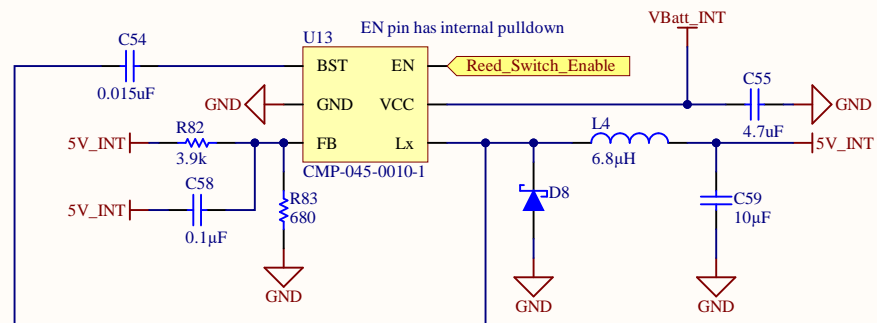 EN pin has internal pulldown
VBatt_INT
C54
0.015uF
U13
BST
EN
Reed_Switch_Enable
GND
GND
VCC
C55
4.7uF
GND
5V_INT
R82
3.9k
FB
Lx
L4
6.8μH
5V_INT
CMP-045-0010-1
5V_INT
C58
0.1μF
R83
680
D8
C59
10μF
GND
GND
GND